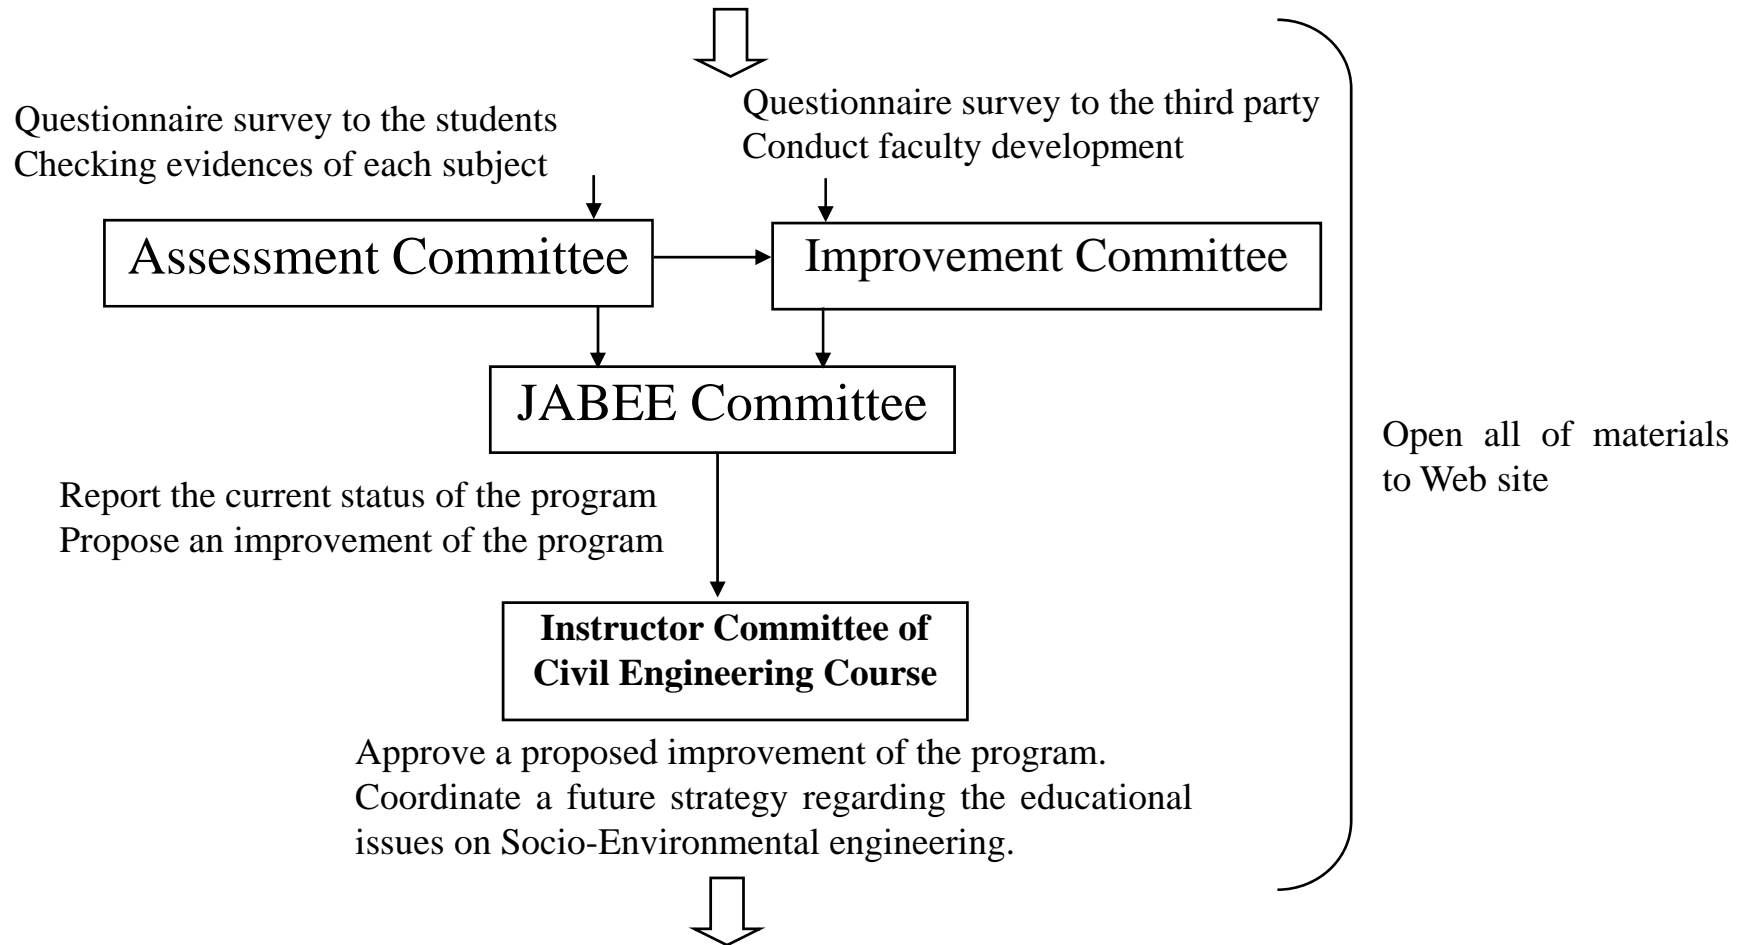 Questionnaire survey to the students
Checking evidences of each subject
Questionnaire survey to the third party
Conduct faculty development
Assessment Committee
Improvement Committee
JABEE Committee
Open all of materials
to Web site
Report the current status of the program
Propose an improvement of the program
Instructor Committee of
Civil Engineering Course
Approve a proposed improvement of the program.
Coordinate a future strategy regarding the educational
issues on Socio-Environmental engineering.